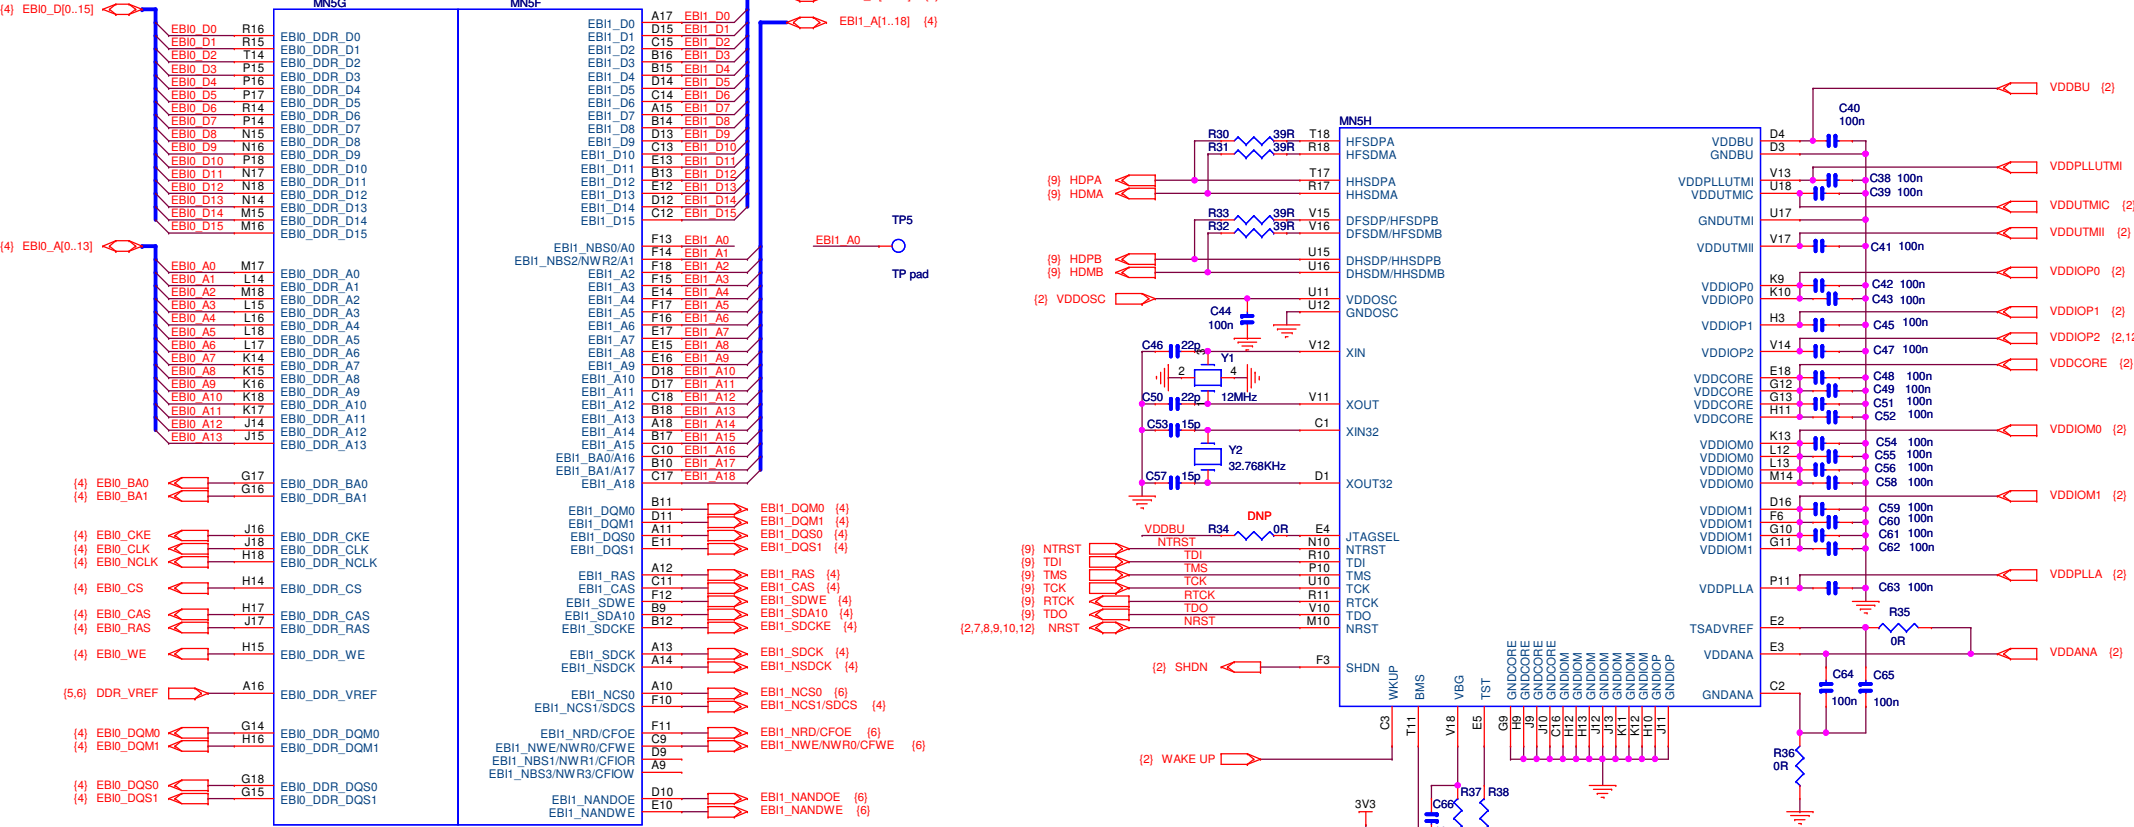 MN5G MN5F
{4} EBI0_D[0..15]
EBI0_D0 R16 EBI0_DDR_D0
EBI0_D1 R15 EBI0_DDR_D1
EBI0_D2 T14 EBI0_DDR_D2
EBI0_D3 P15 EBI0_DDR_D3
EBI0_D4 P16 EBI0_DDR_D4
EBI0_D5 P17 EBI0_DDR_D5
EBI0_D6 R14 EBI0_DDR_D6
EBI0_D7 P14 EBI0_DDR_D7
EBI0_D8 N15 EBI0_DDR_D8
EBI0_D9 N16 EBI0_DDR_D9
EBI0_D10 P18 EBI0_DDR_D10
EBI0_D11 N17 EBI0_DDR_D11
EBI0_D12 N18 EBI0_DDR_D12
EBI0_D13 N14 EBI0_DDR_D13
EBI0_D14 M15 EBI0_DDR_D14
EBI0_D15 M16 EBI0_DDR_D15
{4} EBI0_A[0..13]
EBI0_A0 M17 EBI0_DDR_A0
EBI0_A1 L14 EBI0_DDR_A1
EBI0_A2 M18 EBI0_DDR_A2
EBI0_A3 L15 EBI0_DDR_A3
EBI0_A4 L16 EBI0_DDR_A4
EBI0_A5 L18 EBI0_DDR_A5
EBI0_A6 L17 EBI0_DDR_A6
EBI0_A7 K14 EBI0_DDR_A7
EBI0_A8 K15 EBI0_DDR_A8
EBI0_A9 K16 EBI0_DDR_A9
EBI0_A10 K18 EBI0_DDR_A10
EBI0_A11 K17 EBI0_DDR_A11
EBI0_A12 J14 EBI0_DDR_A12
EBI0_A13 J15 EBI0_DDR_A13
{4} EBI0_BA0 G17 EBI0_DDR_BA0
{4} EBI0_BA1 G16 EBI0_DDR_BA1
{4} EBI0_CKE J16 EBI0_DDR_CKE
{4} EBI0_CLK J18 EBI0_DDR_CLK
{4} EBI0_NCLK H18 EBI0_DDR_NCLK
{4} EBI0_CS H14 EBI0_DDR_CS
{4} EBI0_CAS H17 EBI0_DDR_CAS
{4} EBI0_RAS J17 EBI0_DDR_RAS
{4} EBI0_WE H15 EBI0_DDR_WE
{5,6} DDR_VREF A16 EBI0_DDR_VREF
{4} EBI0_DQM0 G14 EBI0_DDR_DQM0
{4} EBI0_DQM1 H16 EBI0_DDR_DQM1
{4} EBI0_DQS0 G18 EBI0_DDR_DQS0
{4} EBI0_DQS1 G15 EBI0_DDR_DQS1
EBI1_A[1..18] {4}
EBI1_D0 A17 EBI1_D0
EBI1_D1 D15 EBI1_D1
EBI1_D2 C15 EBI1_D2
EBI1_D3 B16 EBI1_D3
EBI1_D4 B15 EBI1_D4
EBI1_D5 D14 EBI1_D5
EBI1_D6 C14 EBI1_D6
EBI1_D7 A15 EBI1_D7
EBI1_D8 B14 EBI1_D8
EBI1_D9 D13 EBI1_D9
EBI1_D10 C13 EBI1_D10
EBI1_D11 E13 EBI1_D11
EBI1_D12 B13 EBI1_D12
EBI1_D13 E12 EBI1_D13
EBI1_D14 D12 EBI1_D14
EBI1_D15 C12 EBI1_D15
EBI1_NBS0/A0 F13 EBI1_A0
EBI1_NBS2/NWR2/A1 F14 EBI1_A1
EBI1_A2 F18 EBI1_A2
EBI1_A3 F15 EBI1_A3
EBI1_A4 E14 EBI1_A4
EBI1_A5 F17 EBI1_A5
EBI1_A6 F16 EBI1_A6
EBI1_A7 E17 EBI1_A7
EBI1_A8 E15 EBI1_A8
EBI1_A9 E16 EBI1_A9
EBI1_A10 D18 EBI1_A10
EBI1_A11 D17 EBI1_A11
EBI1_A12 C18 EBI1_A12
EBI1_A13 B18 EBI1_A13
EBI1_A14 A18 EBI1_A14
EBI1_A15 B17 EBI1_A15
EBI1_BA0/A16 C10 EBI1_A16
EBI1_BA1/A17 B10 EBI1_A17
EBI1_A18 C17 EBI1_A18
EBI1_DQM0 B11 EBI1_DQM0 {4}
EBI1_DQM1 D11 EBI1_DQM1 {4}
EBI1_DQS0 A11 EBI1_DQS0 {4}
EBI1_DQS1 E11 EBI1_DQS1 {4}
EBI1_RAS A12 EBI1_RAS {4}
EBI1_CAS C11 EBI1_CAS {4}
EBI1_SDWE F12 EBI1_SDWE {4}
EBI1_SDA10 B9 EBI1_SDA10 {4}
EBI1_SDCKE B12 EBI1_SDCKE {4}
EBI1_SDCK A13 EBI1_SDCK {4}
EBI1_NSDCK A14 EBI1_NSDCK {4}
EBI1_NCS0 A10 EBI1_NCS0 {6}
EBI1_NCS1/SDCS F10 EBI1_NCS1/SDCS {4}
EBI1_NRD/CFOE F11 EBI1_NRD/CFOE {6}
EBI1_NWE/NWR0/CFWE C9 EBI1_NWE/NWR0/CFWE {6}
EBI1_NBS1/NWR1/CFIOR D9
EBI1_NBS3/NWR3/CFIOW A9
EBI1_NANDOE D10 EBI1_NANDOE {6}
EBI1_NANDWE E10 EBI1_NANDWE {6}
TP5
EBI1_A0
TP pad
MN5H
R30 39R T18 HFSDPA
R31 39R R18 HFSDMA
{9} HDPA T17 HHSDPA
{9} HDMA R17 HHSDMA
R33 39R V15 DFSDP/HFSDPB
R32 39R V16 DFSDM/HFSDMB
{9} HDPB U15 DHSDP/HHSDPB
{9} HDMB U16 DHSDM/HHSDMB
{2} VDDOSC U11 VDDOSC
U12 GNDOSC
C44
100n
C46 22p V12 XIN
Y1
2 4
C50 22p 12MHz V11 XOUT
C53 15p C1 XIN32
Y2
32.768KHz
C57 15p D1 XOUT32
DNP
VDDBU R34 0R E4 JTAGSEL
{9} NTRST NTRST N10 NTRST
{9} TDI TDI R10 TDI
{9} TMS TMS P10 TMS
{9} TCK TCK U10 TCK
{9} RTCK RTCK R11 RTCK
{9} TDO TDO V10 TDO
{2,7,8,9,10,12} NRST NRST M10 NRST
{2} SHDN F3 SHDN
WKUP BMS VBG TST GNDCORE GNDCORE GNDCORE GNDCORE GNDIOM GNDIOM GNDIOM GNDIOM GNDIOM GNDIOM GNDIOM GNDIOP GNDIOP
C3 T11 V18 E5 G9 H9 J9 J10 C16 H12 H13 J2 J13 K11 K12 H10 J11
{2} WAKE UP
3V3 C66 R37 R38
VDDBU {2}
C40
100n
VDDBU D4
GNDBU D3
VDDPLLUTMI
VDDPLLUTMI V13 C38 100n
VDDUTMIC U18 C39 100n
VDDUTMIC {2}
GNDUTMI U17
VDDUTMII {2}
VDDUTMII V17 C41 100n
VDDIOP0 {2}
VDDIOP0 K9 C42 100n
VDDIOP0 K10 C43 100n
VDDIOP1 {2}
VDDIOP1 H3 C45 100n
VDDIOP2 {2,12
VDDIOP2 V14 C47 100n
VDDCORE {2}
VDDCORE E18 C48 100n
VDDCORE G12 C49 100n
VDDCORE G13 C51 100n
VDDCORE H11 C52 100n
VDDIOM0 {2}
VDDIOM0 K13 C54 100n
VDDIOM0 L12 C55 100n
VDDIOM0 L13 C56 100n
VDDIOM0 M14 C58 100n
VDDIOM1 {2}
VDDIOM1 D16 C59 100n
VDDIOM1 F6 C60 100n
VDDIOM1 G10 C61 100n
VDDIOM1 G11 C62 100n
VDDPLLA {2}
VDDPLLA P11 C63 100n
R35
TSADVREF E2 0R
VDDANA E3 VDDANA {2}
C64 C65
GNDANA C2 100n 100n
R36
0R